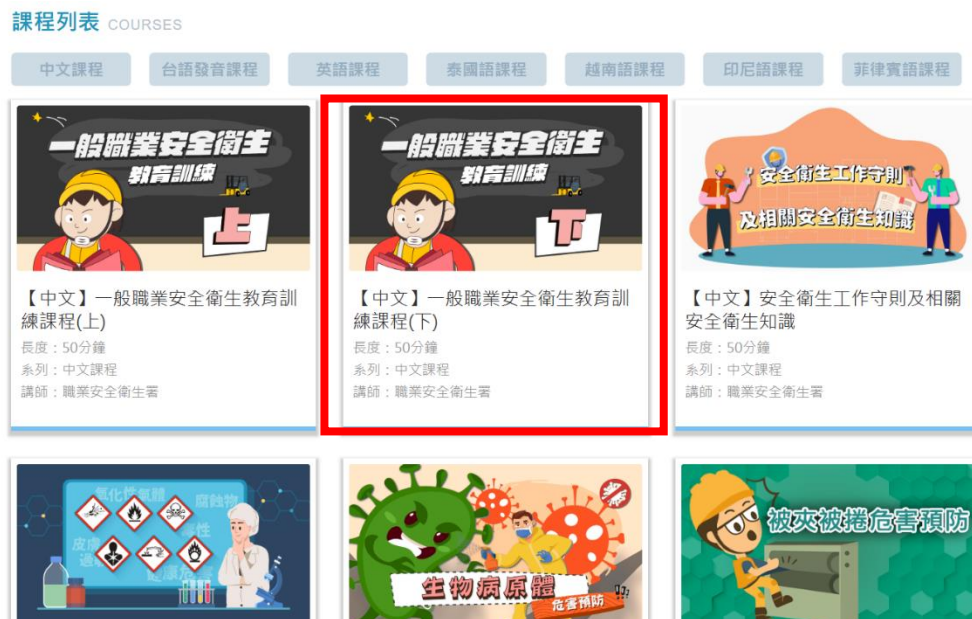 課程列表 COURSES
中文課程
台語發音課程
英語課程
泰國語課程
越南語課程
印尼語課程
菲律賓語課程
一般職業安全衛生
教育訓練
上
一般職業安全衛生
教育訓練
下
安全衛生工作守則
及相關安全衛生知識
【中文】一般職業安全衛生教育訓
練課程(上)
長度：50分鐘
系列：中文課程
講師：職業安全衛生署
【中文】一般職業安全衛生教育訓
練課程(下)
長度：50分鐘
系列：中文課程
講師：職業安全衛生署
【中文】安全衛生工作守則及相關
安全衛生知識
長度：50分鐘
系列：中文課程
講師：職業安全衛生署
氧化性氣體
腐蝕物
生物病原體
危害預防
被夾被捲危害預防